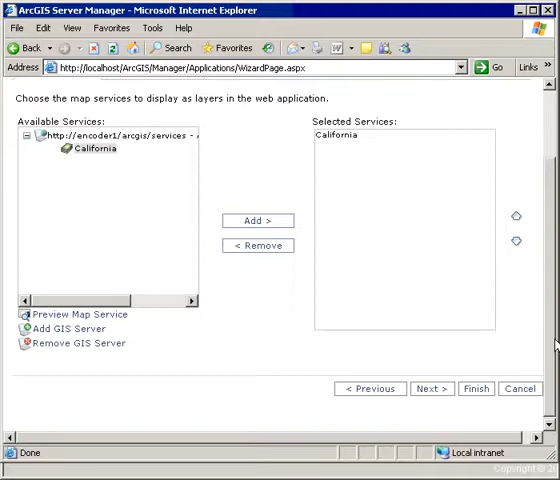 ArcGIS Server Manager - Microsoft Internet Explorer
File Edit View Favorites Tools Help
Back Search Favorites
Address http://localhost/ArcGIS/Manager/Applications/WizardPage.aspx Go Links »
Choose the map services to display as layers in the web application.
Available Services: Selected Services:
http://encoder1/arcgis/services -
California
California
Add >
< Remove
Preview Map Service
Add GIS Server
Remove GIS Server
< Previous Next > Finish Cancel
Done Local intranet
Copyright © 20